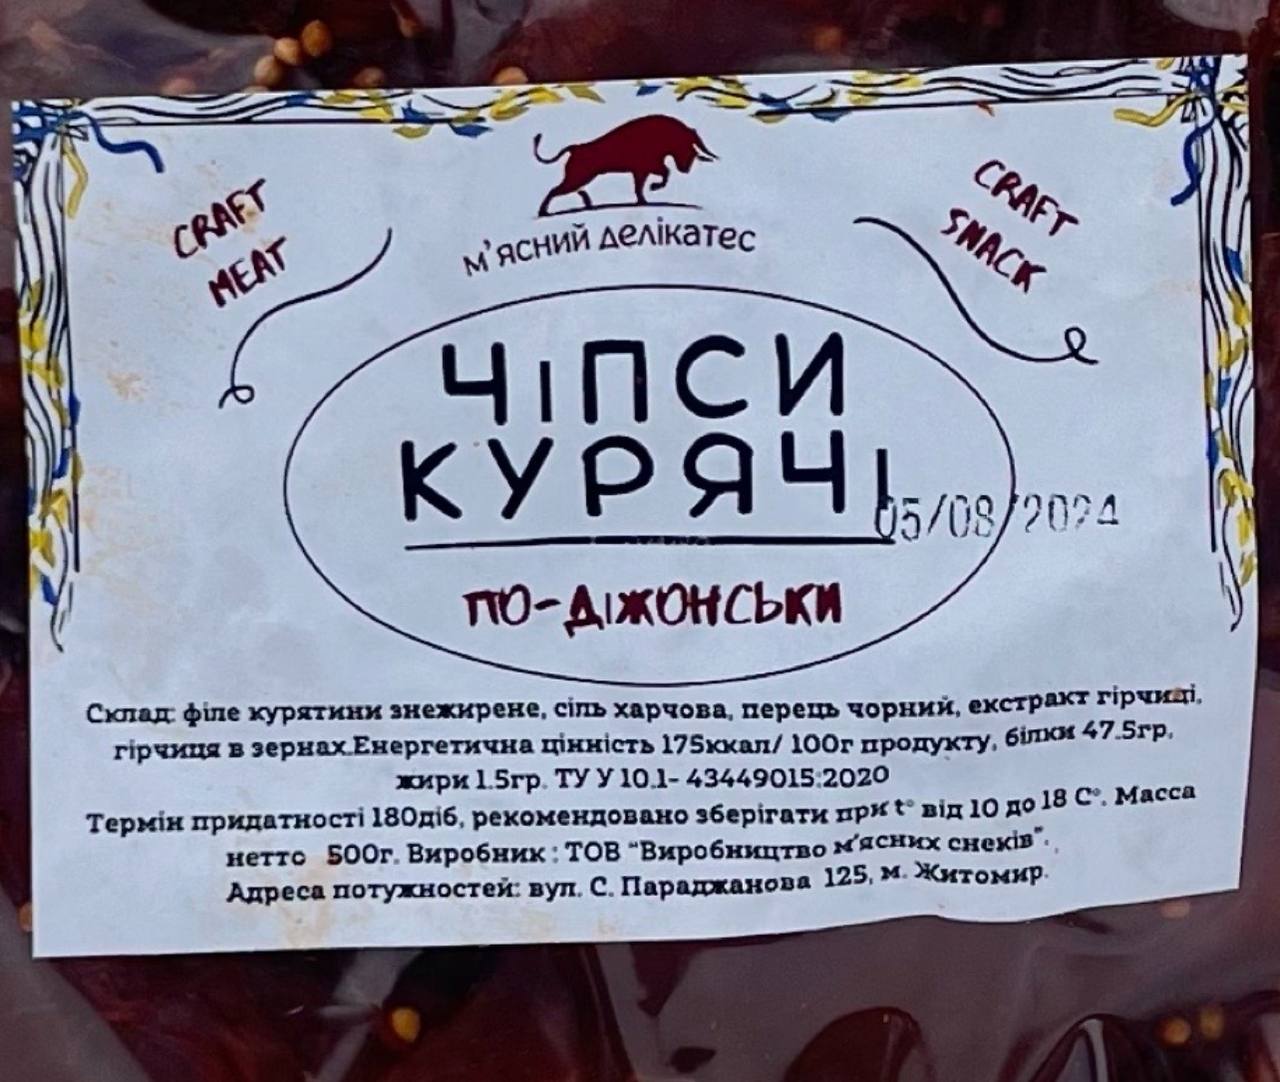 CRAFT
MEAT
м'ясний делікатес
CRAFT
SNACK
ЧІПСИ
КУРЯЧІ
05/08/2024
ПО-ДІЖОНСЬКИ
Склад: філе курятини знежирене, сіль харчова, перець чорний, екстракт гірчиці,
гірчиця в зернах.Енергетична цінність 175ккал/ 100г продукту, білки 47.5гр,
жири 1.5гр. ТУ У 10.1- 43449015:2020
Термін придатності 180діб, рекомендовано зберігати при t° від 10 до 18 С°. Масса
нетто 500г. Виробник : ТОВ "Виробництво м'ясних снеків".
Адреса потужностей: вул. С. Параджанова 125, м. Житомир.